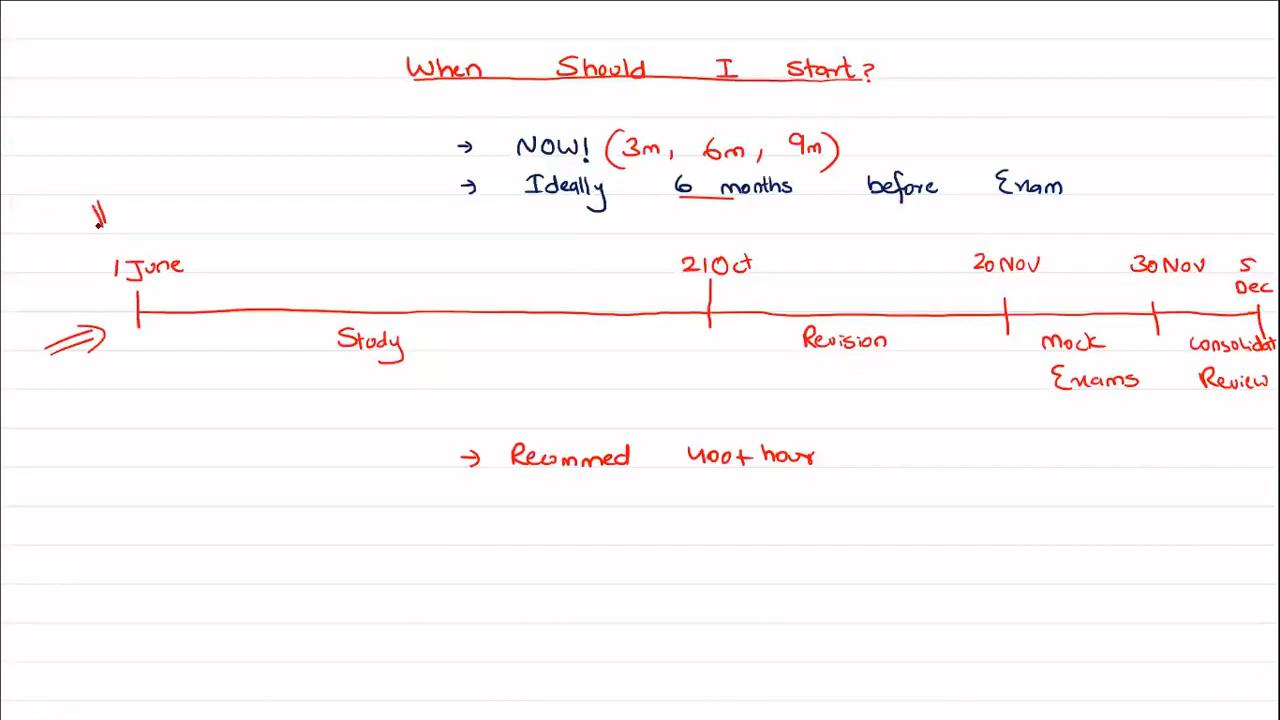 When Should I Start?
→ NOW! (3m, 6m, 9m)
→ Ideally 6 months before Exam
1 June 21 Oct 20 Nov 30 Nov 5 Dec
Study Revision Mock Exams Consolidat Review
→ Recommed 400+ hour